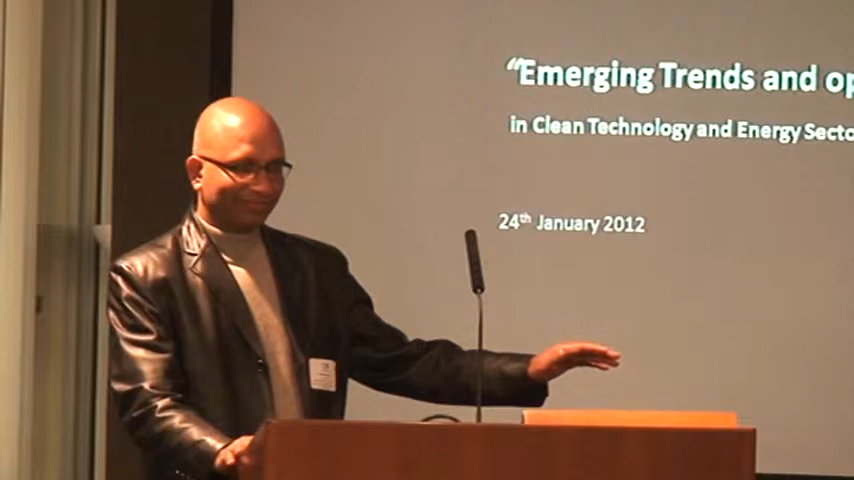 “Emerging Trends and op
in Clean Technology and Energy Secto
24th January 2012